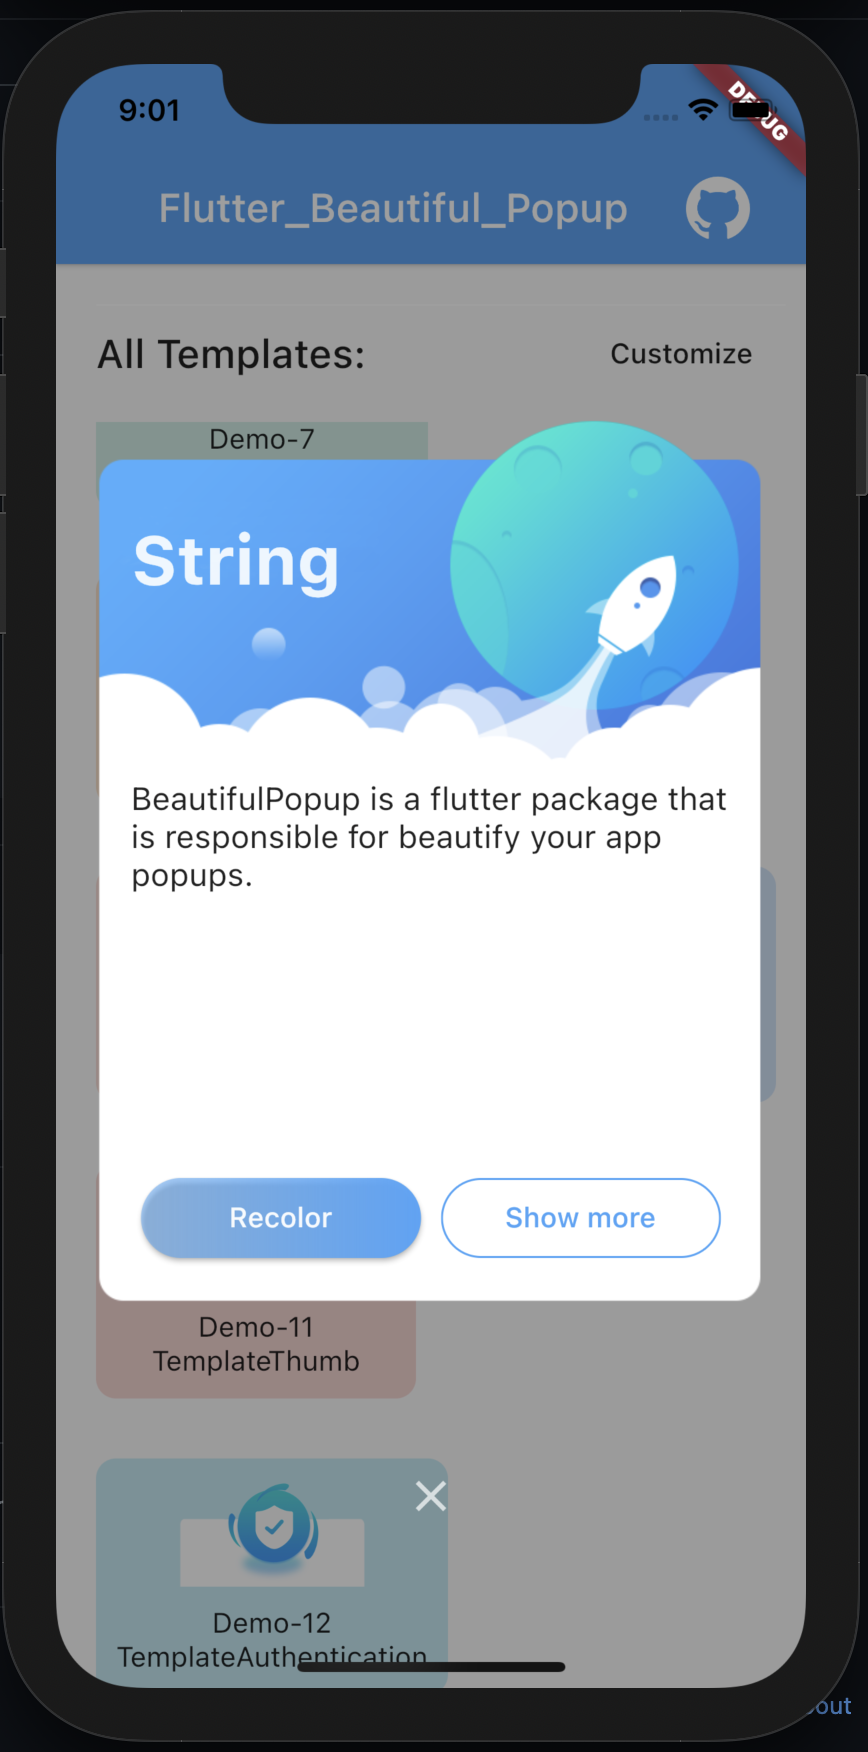 9:01
DEBUG
Flutter_Beautiful_Popup
All Templates:
Customize
Demo-7
String
BeautifulPopup is a flutter package that
is responsible for beautify your app
popups.
Recolor
Show more
Demo-11
TemplateThumb
Demo-12
TemplateAuthentication